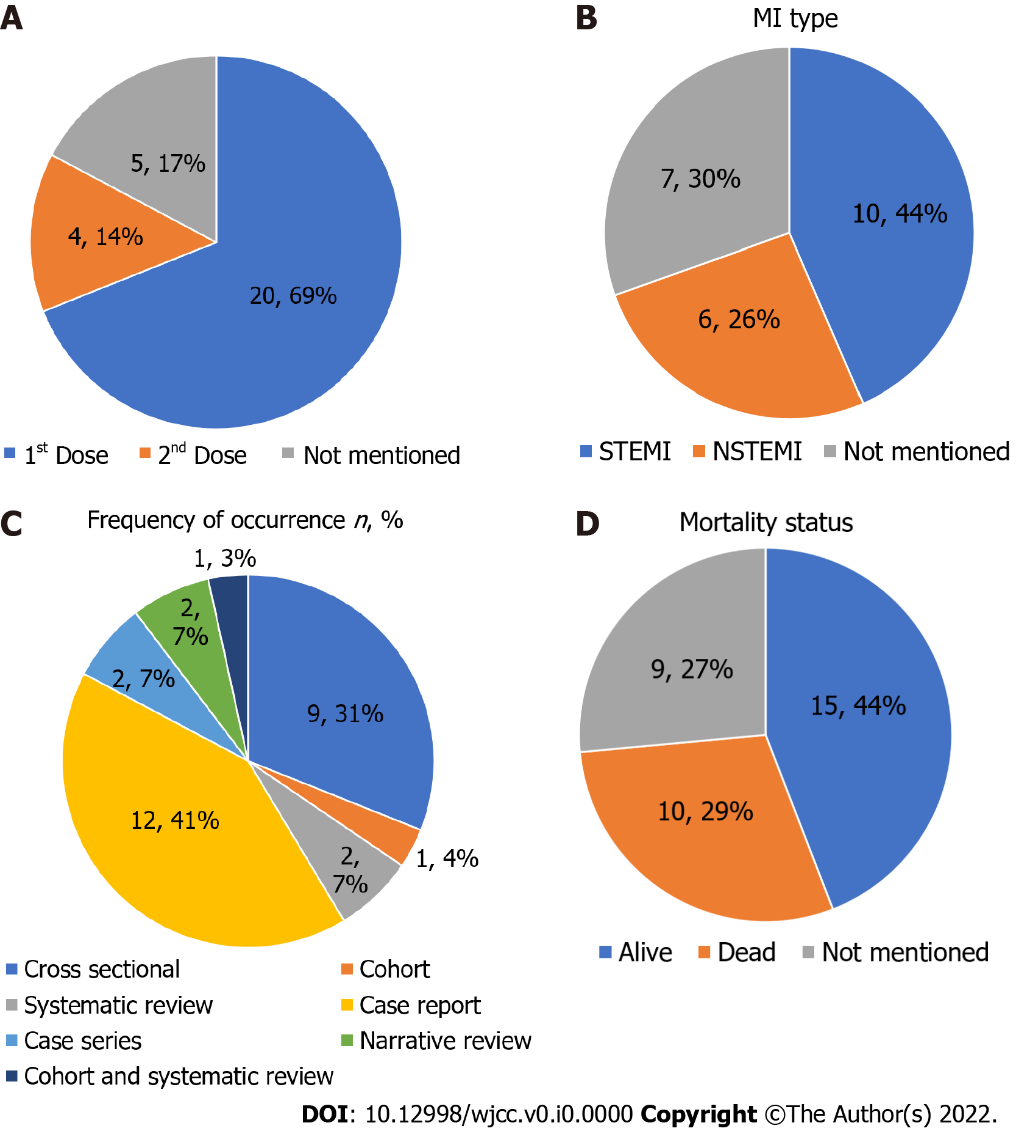 A
5, 17%
4, 14%
20, 69%
1st Dose 2nd Dose Not mentioned
B
MI type
7, 30%
10, 44%
6, 26%
STEMI NSTEMI Not mentioned
C
Frequency of occurrence n, %
1, 3%
2,
7%
2, 7%
9, 31%
12, 41%
2,
7%
1, 4%
Cross sectional Cohort
Systematic review Case report
Case series Narrative review
Cohort and systematic review
D
Mortality status
9, 27%
15, 44%
10, 29%
Alive Dead Not mentioned
DOI: 10.12998/wjcc.v0.i0.0000 Copyright ©The Author(s) 2022.